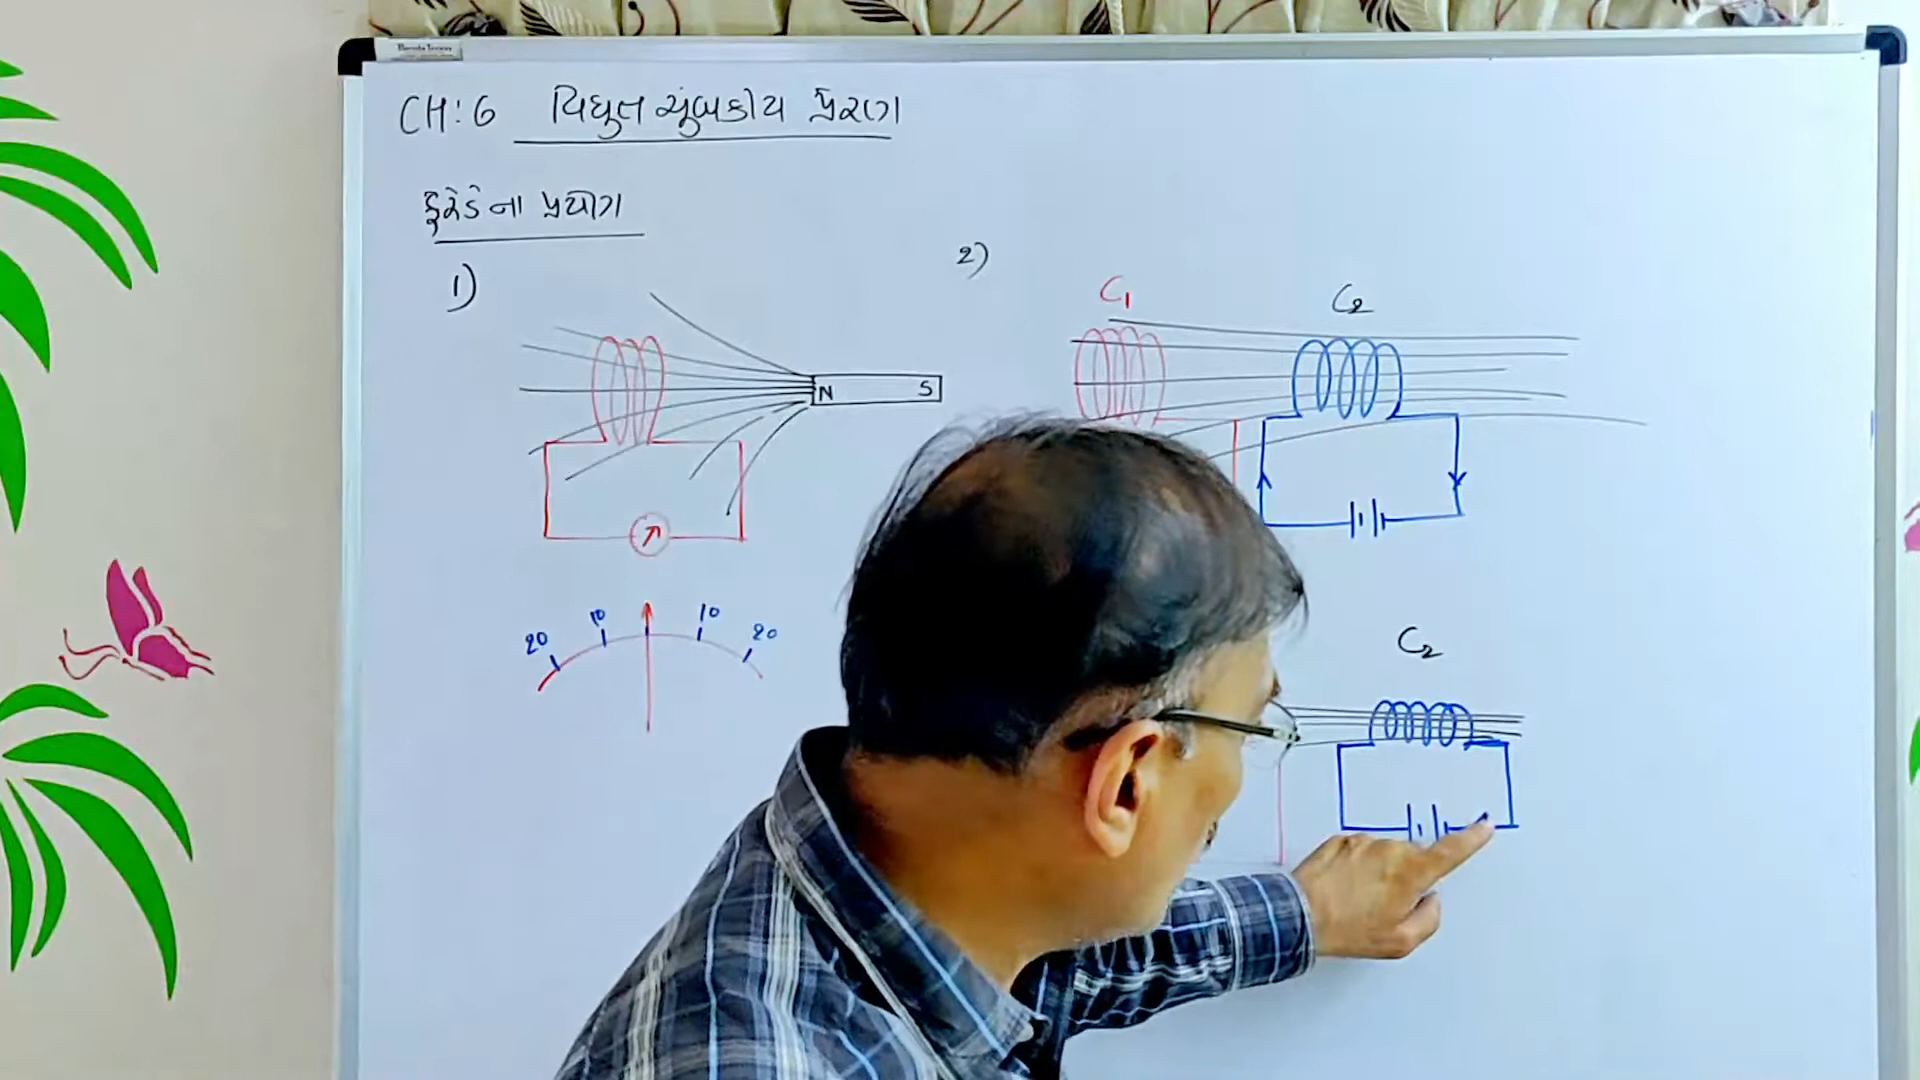 CH: 6 વિદ્યુત ચુંબકીય પ્રેરણ
ફેરેડેના પ્રયોગ
1)
N S
20 10 10 20
2)
C1 C2
C2